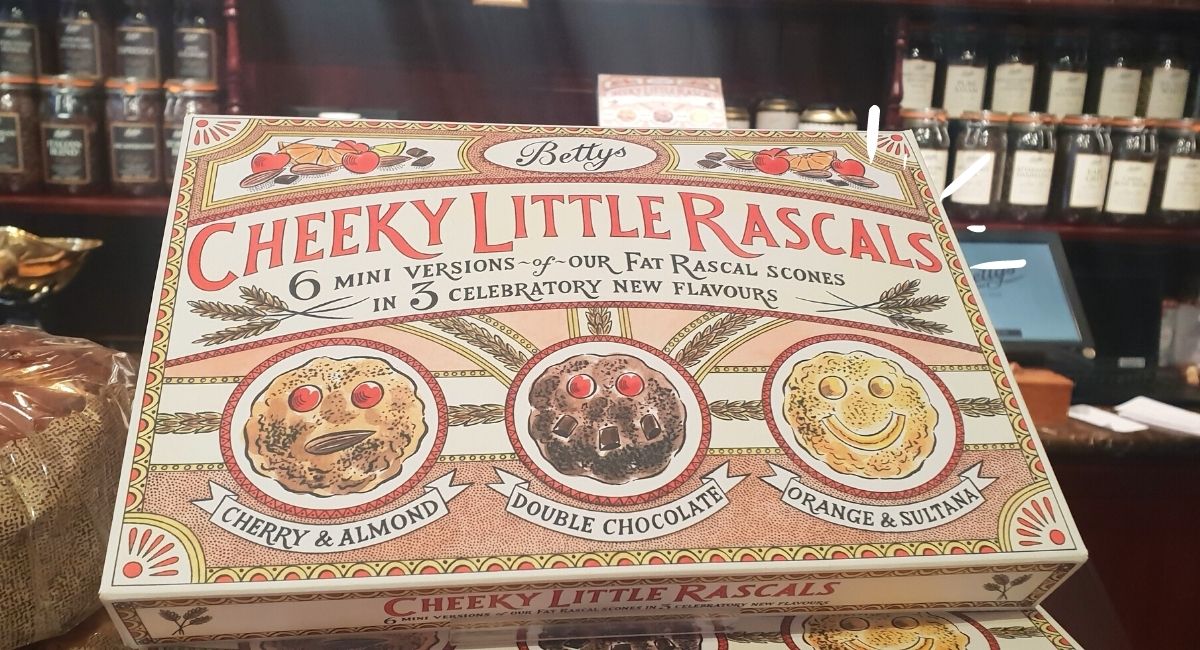 Bettys
CHEEKY LITTLE RASCALS
6 MINI VERSIONS ~of~ OUR FAT RASCAL SCONES
IN 3 CELEBRATORY NEW FLAVOURS
CHERRY & ALMOND
DOUBLE CHOCOLATE
ORANGE & SULTANA
CHEEKY LITTLE RASCALS
6 MINI VERSIONS of OUR FAT RASCAL SCONES IN 3 CELEBRATORY NEW FLAVOURS